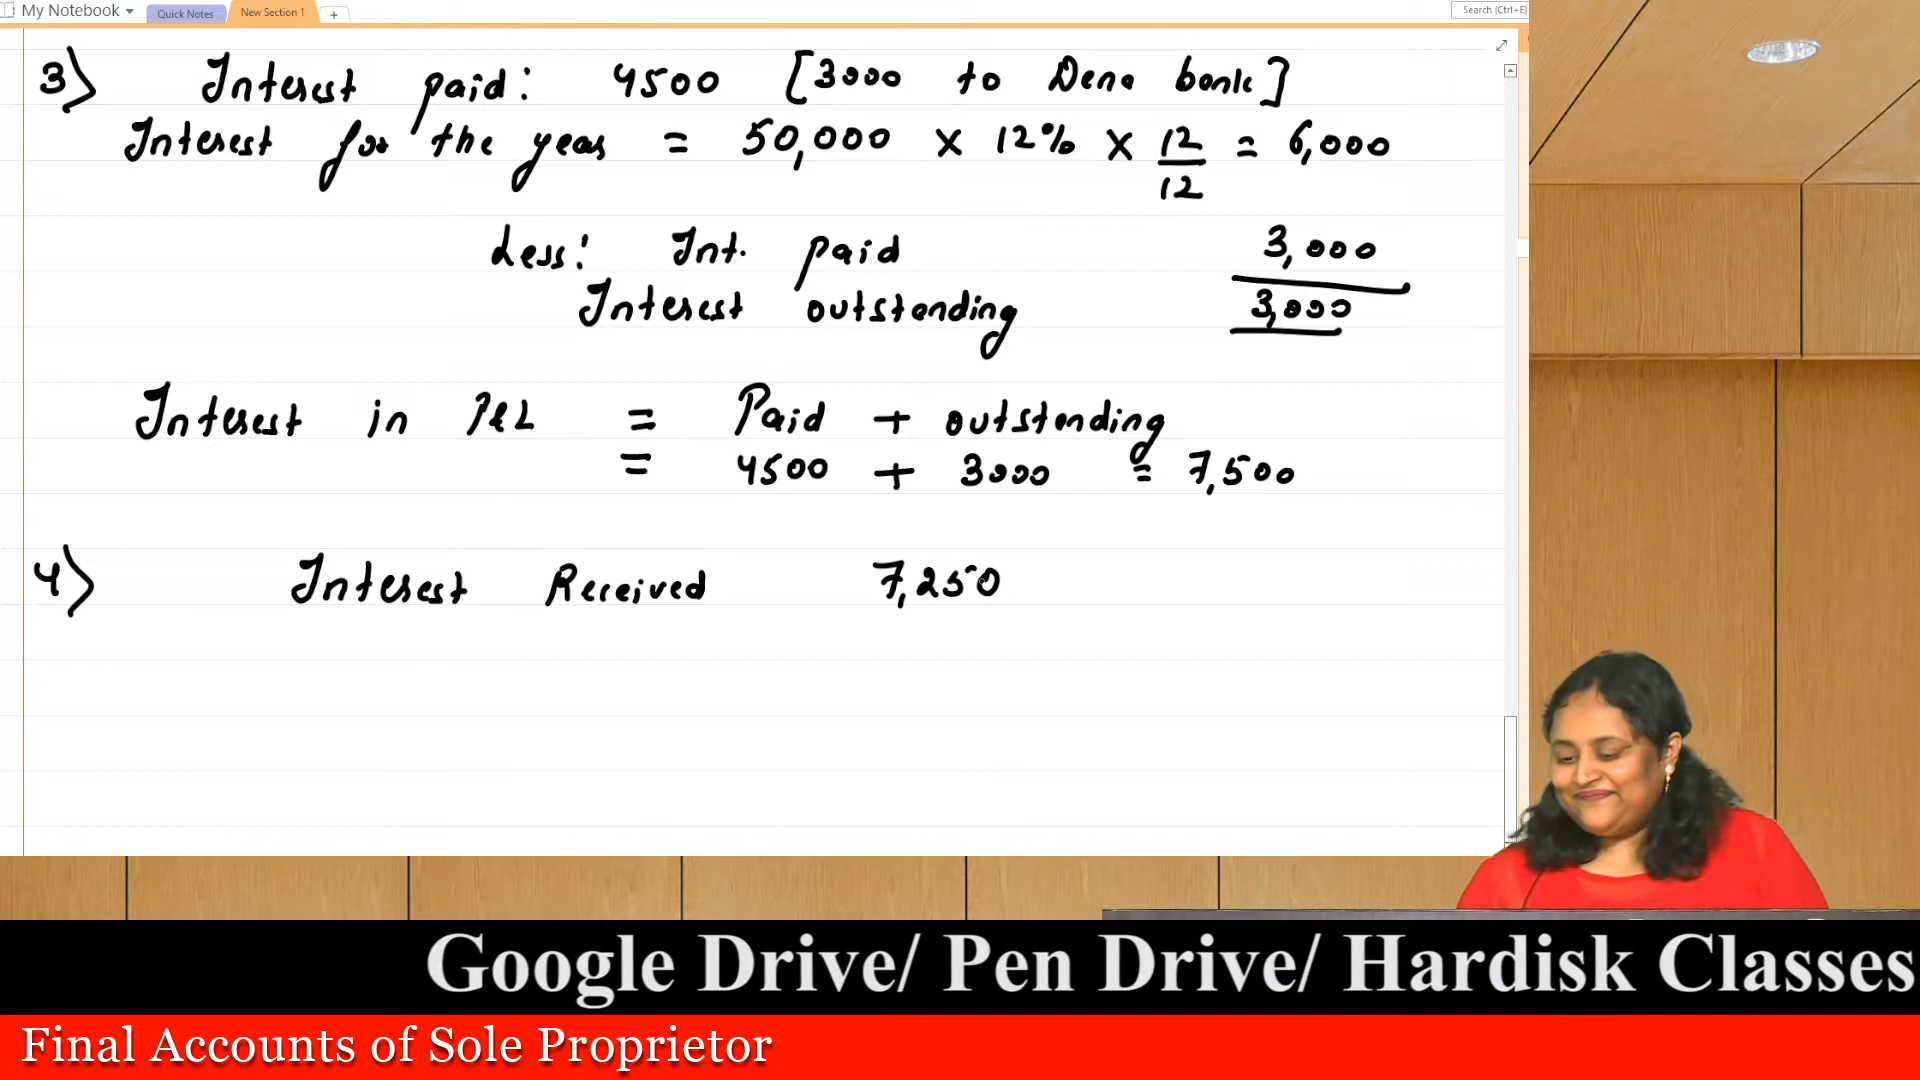 My Notebook
Quick Notes
New Section 1
+
Search (Ctrl+E)
3) Interest paid: 4500 [3000 to Dena bank]
Interest for the year = 50,000 × 12% × 12/12 = 6,000
Less: Int. paid 3,000
Interest outstanding 3,000
Interest in P&L = Paid + outstanding
= 4500 + 3000 = 7,500
4) Interest Received 7,250
Google Drive/ Pen Drive/ Hardisk Classes
Final Accounts of Sole Proprietor